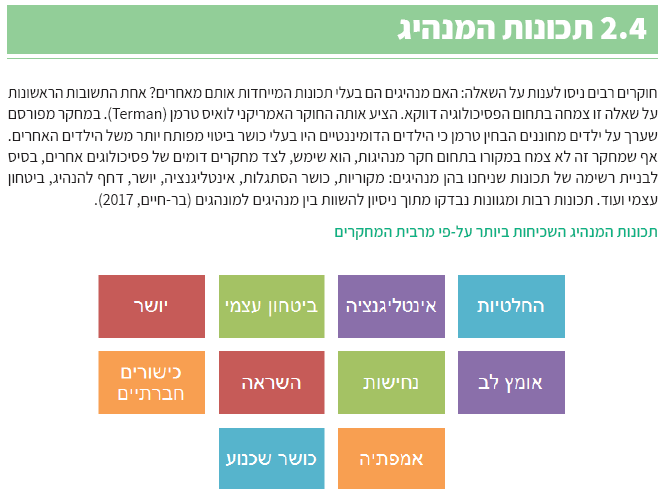 2.4 תכונות המנהיג
חוקרים רבים ניסו לענות על השאלה: האם מנהיגים הם בעלי תכונות המייחדות אותם מאחרים? אחת התשובות הראשונות
על שאלה זו צמחה בתחום הפסיכולוגיה דווקא. הציע אותה החוקר האמריקני לואיס טרמן (Terman). במחקר מפורסם
שערך על ילדים מחוננים הבחין טרמן כי הילדים הדומיננטיים היו בעלי כושר ביטוי מפותח יותר משל הילדים האחרים.
אף שמחקר זה לא צמח במקורו בתחום חקר מנהיגות, הוא שימש, לצד מחקרים דומים של פסיכולוגים אחרים, בסיס
לבניית רשימה של תכונות שניחנו בהן מנהיגים: מקוריות, כושר הסתגלות, אינטליגנציה, יושר, דחף להנהיג, ביטחון
עצמי ועוד. תכונות רבות ומגוונות נבדקו מתוך ניסיון להשוות בין מנהיגים למונהגים (בר-חיים, 2017).
תכונות המנהיג השכיחות ביותר על-פי מרבית המחקרים
החלטיות אינטליגנציה ביטחון עצמי יושר
אומץ לב נחישות השראה כישורים
חברתיים
אמפתיה כושר שכנוע